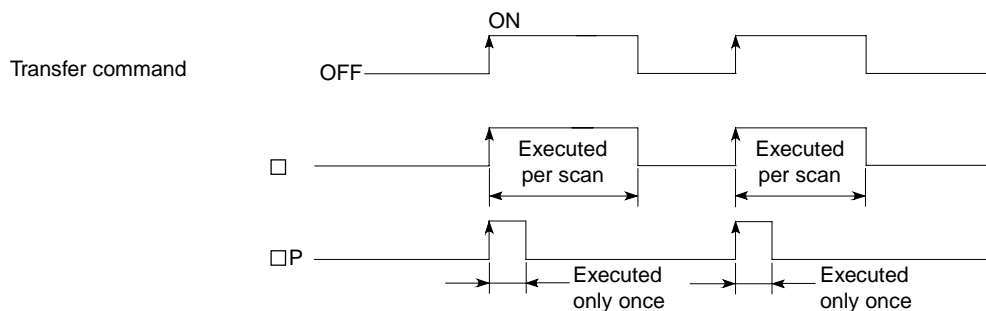 ON
Transfer command
OFF
Executed
per scan
Executed
per scan
□
□P
Executed
only once
Executed
only once